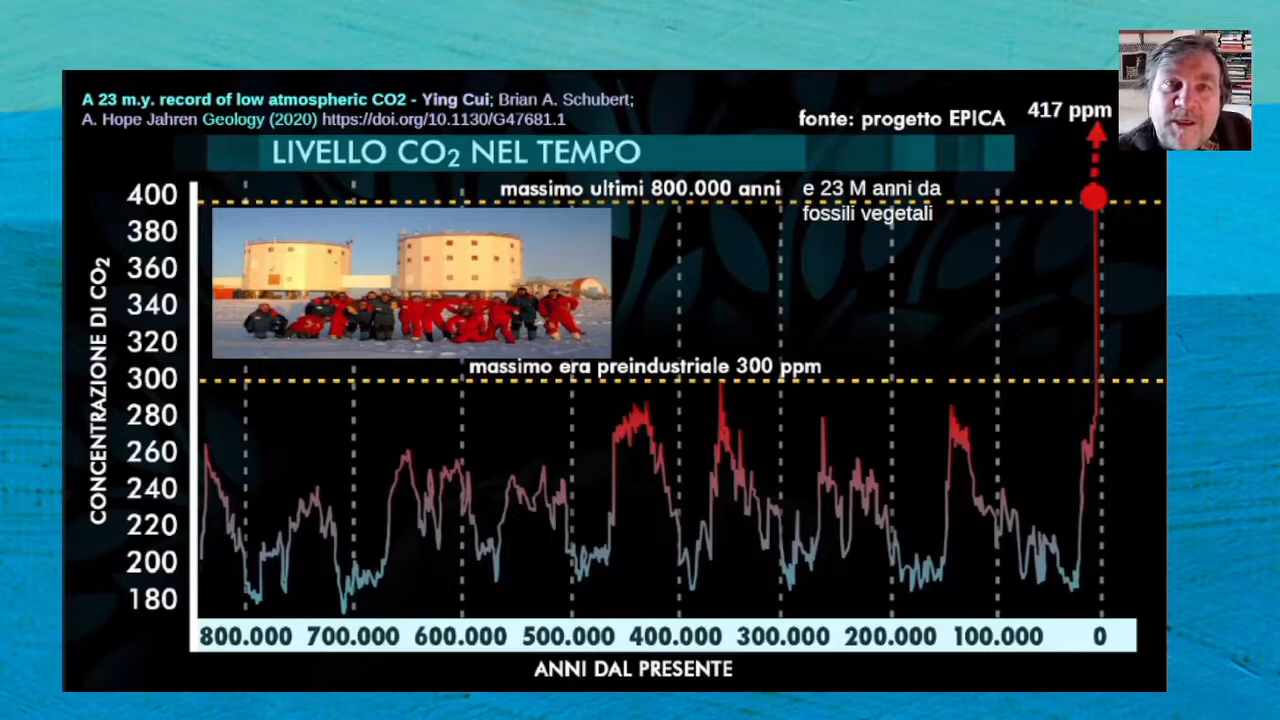 A 23 m.y. record of low atmospheric CO2 - Ying Cui; Brian A. Schubert;
A. Hope Jahren Geology (2020) https://doi.org/10.1130/G47681.1
fonte: progetto EPICA
417 ppm
LIVELLO CO₂ NEL TEMPO
massimo ultimi 800.000 anni
e 23 M anni da
fossili vegetali
400
380
360
340
320
massimo era preindustriale 300 ppm
300
280
260
240
220
200
180
CONCENTRAZIONE DI CO₂
800.000 700.000 600.000 500.000 400.000 300.000 200.000 100.000 0
ANNI DAL PRESENTE